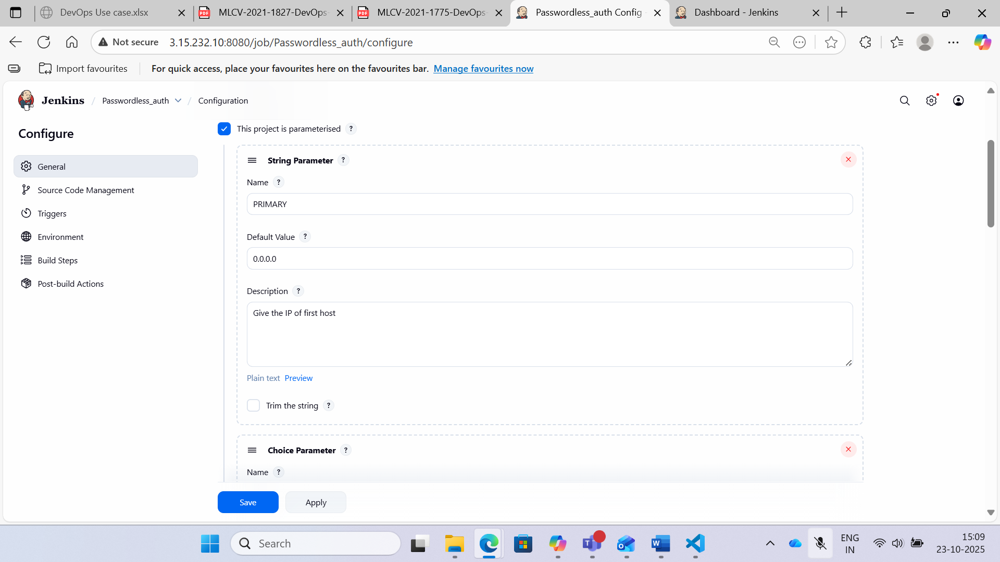 DevOps Use case.xlsx
MLCV-2021-1827-DevOps-
MLCV-2021-1775-DevOps-
Passwordless_auth Config -
Dashboard - Jenkins
Not secure
3.15.232.10:8080/job/Passwordless_auth/configure
Import favourites
For quick access, place your favourites here on the favourites bar. Manage favourites now
Jenkins / Passwordless_auth / Configuration
Configure
General
Source Code Management
Triggers
Environment
Build Steps
Post-build Actions
This project is parameterised ?
String Parameter ?
Name ?
PRIMARY
Default Value ?
0.0.0.0
Description ?
Give the IP of first host
Plain text Preview
Trim the string ?
Choice Parameter ?
Name ?
Save
Apply
Search
ENG
IN
15:09
23-10-2025